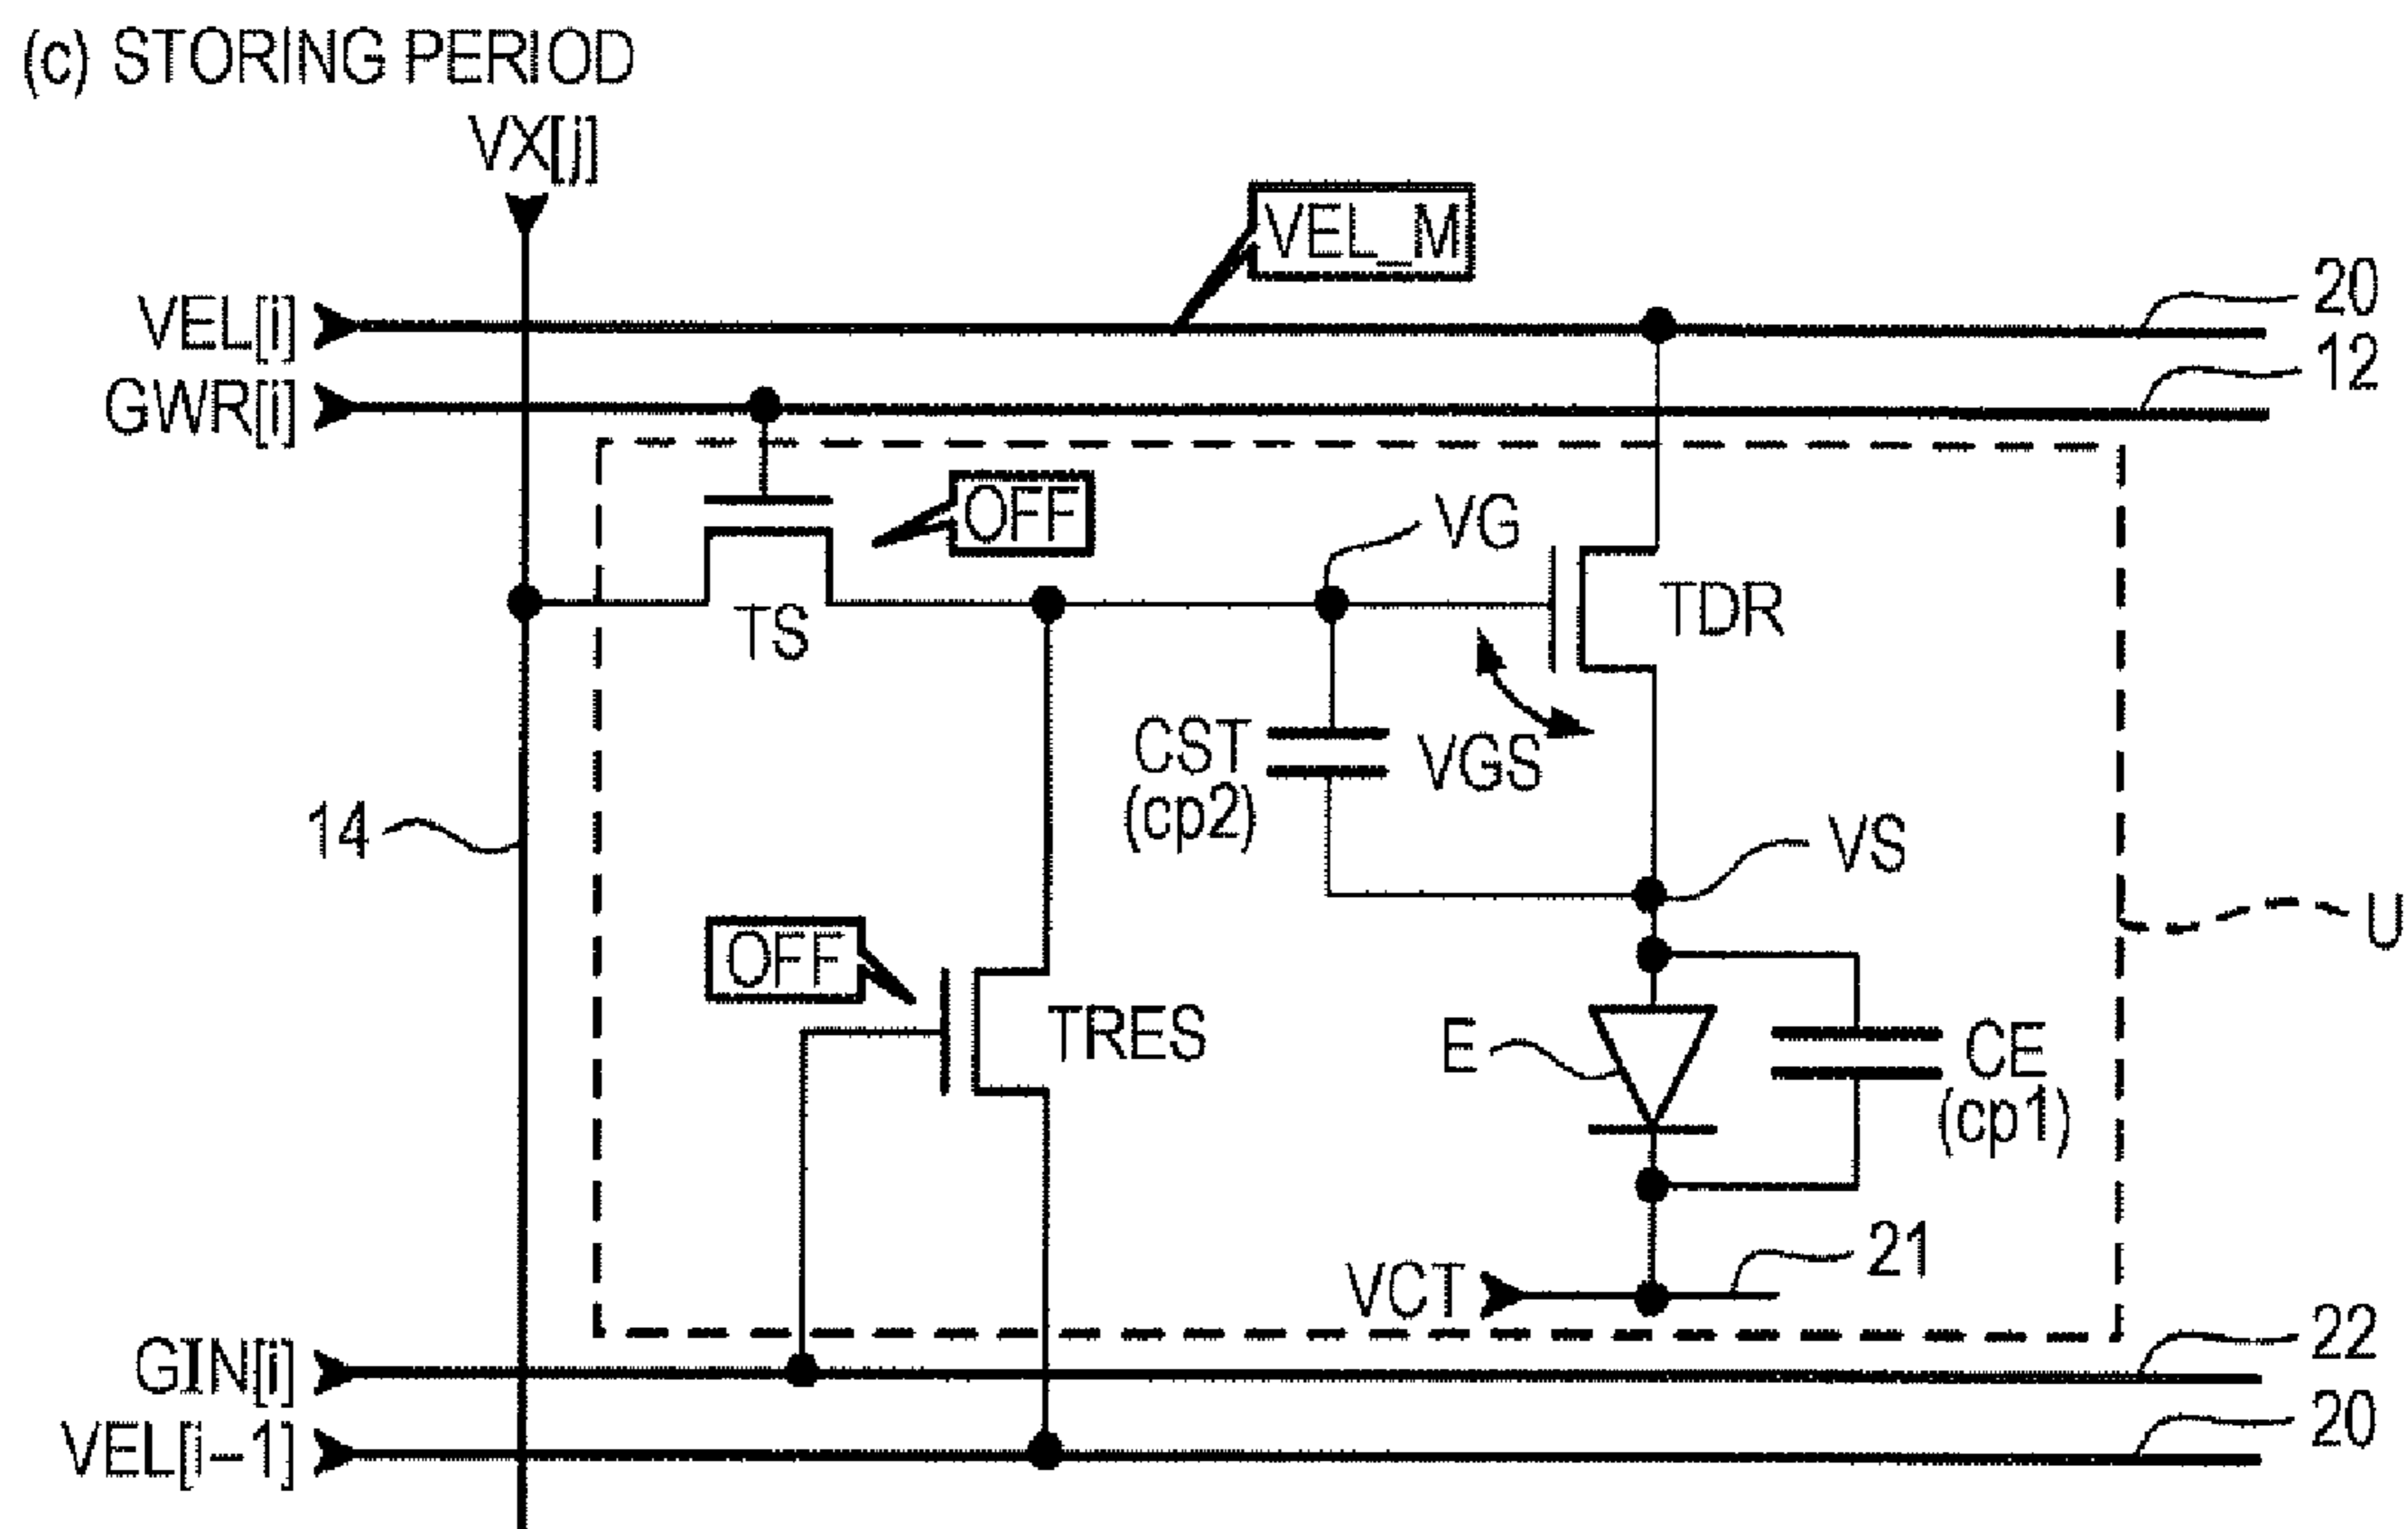 (c) STORING PERIOD
VX[j]
VEL_M
VEL[i]
20
GWR[i]
12
OFF
VG
TS
TDR
CST
(cp2)
VGS
14
VS
U
OFF
TRES
E
CE
(cp1)
VCT
21
GIN[i]
22
VEL[i-1]
20